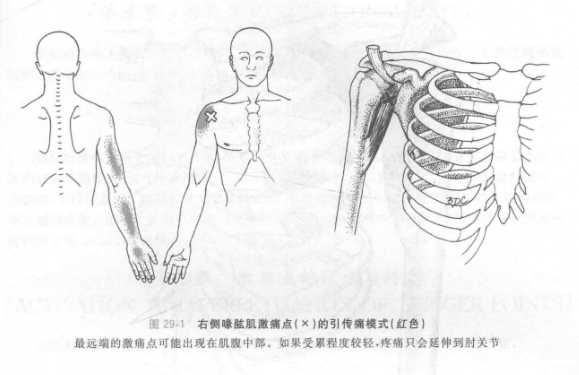 BDC
图 29-1 右侧喙肱肌激痛点(×)的引传痛模式(红色)
最远端的激痛点可能出现在肌腹中部。如果受累程度较轻,疼痛只会延伸到肘关节